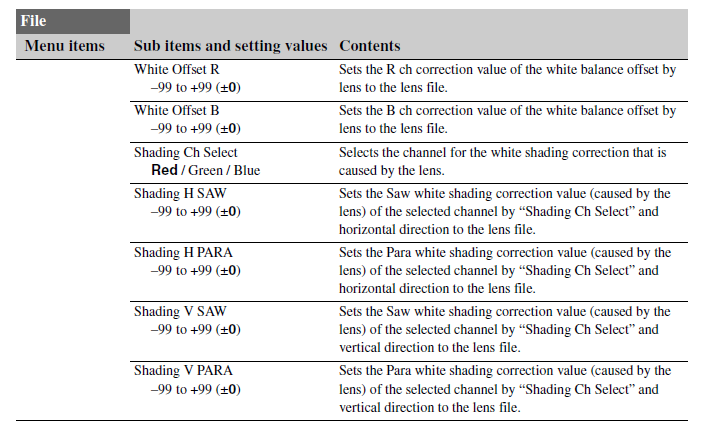 File
Menu items Sub items and setting values Contents
White Offset R Sets the R ch correction value of the white balance offset by
–99 to +99 (±0) lens to the lens file.
White Offset B Sets the B ch correction value of the white balance offset by
–99 to +99 (±0) lens to the lens file.
Shading Ch Select Selects the channel for the white shading correction that is
Red / Green / Blue caused by the lens.
Shading H SAW Sets the Saw white shading correction value (caused by the
–99 to +99 (±0) lens) of the selected channel by “Shading Ch Select” and
horizontal direction to the lens file.
Shading H PARA Sets the Para white shading correction value (caused by the
–99 to +99 (±0) lens) of the selected channel by “Shading Ch Select” and
horizontal direction to the lens file.
Shading V SAW Sets the Saw white shading correction value (caused by the
–99 to +99 (±0) lens) of the selected channel by “Shading Ch Select” and
vertical direction to the lens file.
Shading V PARA Sets the Para white shading correction value (caused by the
–99 to +99 (±0) lens) of the selected channel by “Shading Ch Select” and
vertical direction to the lens file.